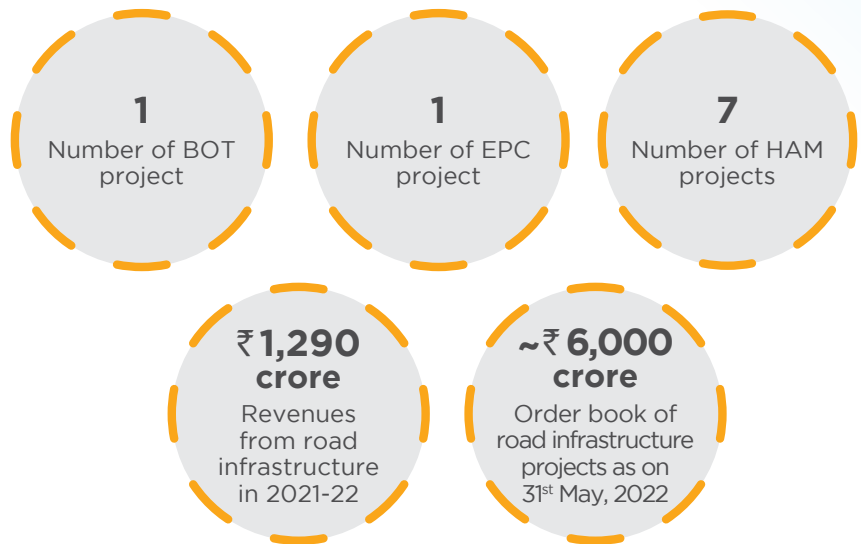 1
Number of BOT
project
1
Number of EPC
project
7
Number of HAM
projects
₹ 1,290
crore
Revenues
from road
infrastructure
in 2021-22
~₹ 6,000
crore
Order book of
road infrastructure
projects as on
31st May, 2022